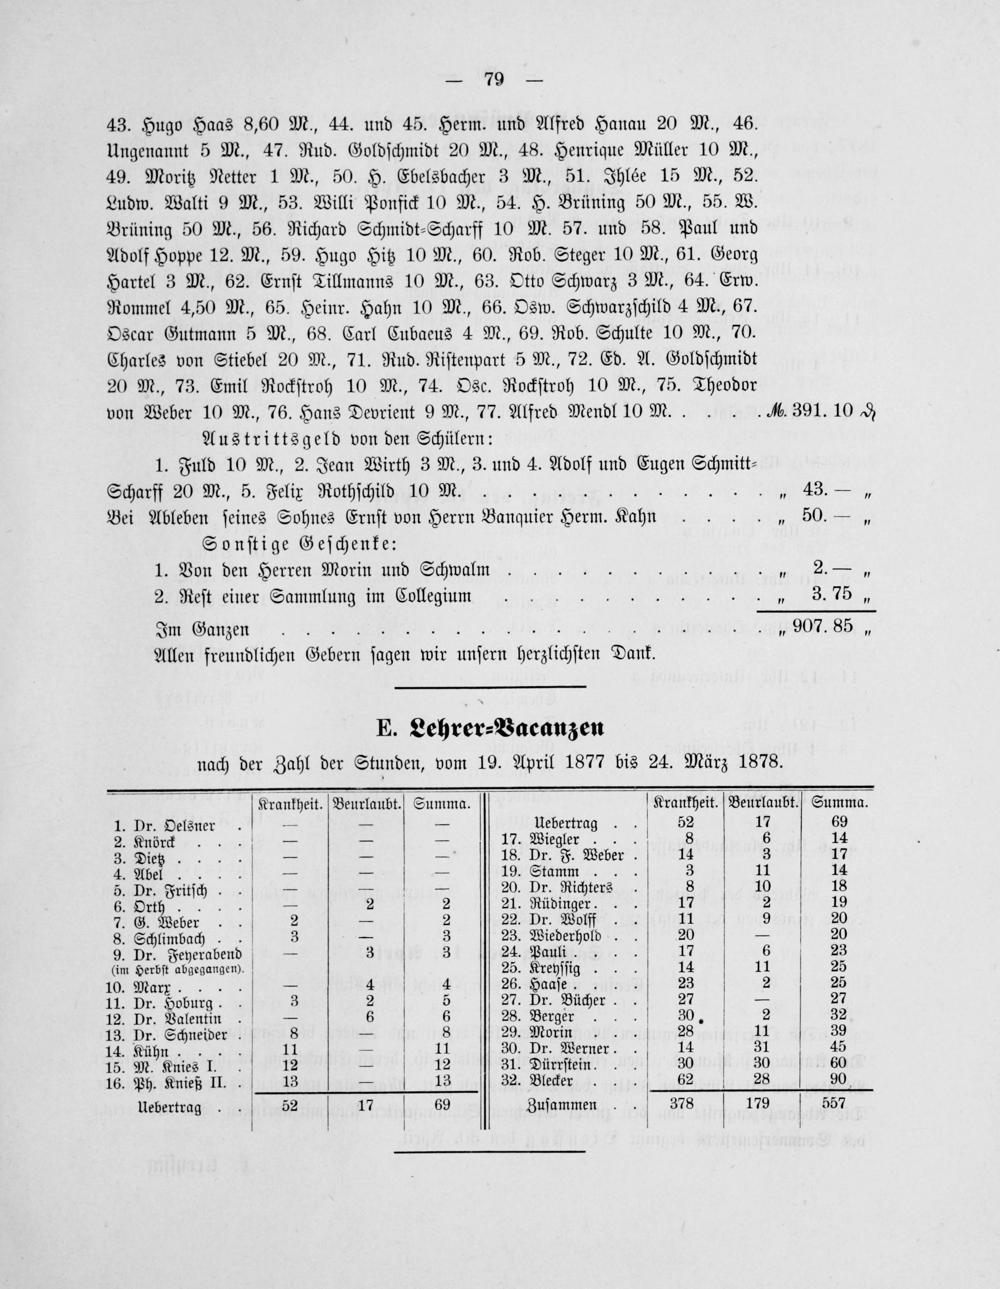 — 79 —
43. Hugo Haas 8,60 M., 44. und 45. Herm. und Alfred Hanau 20 M., 46.
Ungenannt 5 M., 47. Rud. Goldschmidt 20 M., 48. Henrique Müller 10 M.,
49. Moritz Netter 1 M., 50. H. Ebelsbacher 3 M., 51. Ihlée 15 M., 52.
Ludw. Walti 9 M., 53. Willi Ponfick 10 M., 54. H. Brüning 50 M., 55. W.
Brüning 50 M., 56. Richard Schmidt-Scharff 10 M. 57. und 58. Paul und
Adolf Hoppe 12. M., 59. Hugo Hitz 10 M., 60. Rob. Steger 10 M., 61. Georg
Hartel 3 M., 62. Ernst Tillmanns 10 M., 63. Otto Schwarz 3 M., 64. Erw.
Rommel 4,50 M., 65. Heinr. Hahn 10 M., 66. Osw. Schwarzschild 4 M., 67.
Oscar Gutmann 5 M., 68. Carl Cubaeus 4 M., 69. Rob. Schulte 10 M., 70.
Charles von Stiebel 20 M., 71. Rud. Ristenpart 5 M., 72. Ed. A. Goldschmidt
20 M., 73. Emil Rockstroh 10 M., 74. Osc. Rockstroh 10 M., 75. Theodor
von Weber 10 M., 76. Hans Devrient 9 M., 77. Alfred Mendl 10 M. . . . . M. 391. 10 ₰
Austrittsgeld von den Schülern:
1. Fuld 10 M., 2. Jean Wirth 3 M., 3. und 4. Adolf und Eugen Schmitt-
Scharff 20 M., 5. Felix Rothschild 10 M. . . . . . . . . . . . . . „ 43. — „
Bei Ableben seines Sohnes Ernst von Herrn Banquier Herm. Kahn . . . . „ 50. — „
Sonstige Geschenke:
1. Von den Herren Morin und Schwalm . . . . . . . . . . . „ 2. — „
2. Rest einer Sammlung im Collegium . . . . . . . . . . . „ 3. 75 „
Im Ganzen . . . . . . . . . . . . . . . . . . . „ 907. 85 „
Allen freundlichen Gebern sagen wir unsern herzlichsten Dank.
E. Lehrer-Vacanzen
nach der Zahl der Stunden, vom 19. April 1877 bis 24. März 1878.
Krankheit. Beurlaubt. Summa.
1. Dr. Oelsner . — — —
2. Knörck . . . — — —
3. Dietz . . . . — — —
4. Abel . . . . — — —
5. Dr. Fritsch . . — — —
6. Orth . . . . — 2 2
7. G. Weber . . 2 — 2
8. Schlimbach . . 3 — 3
9. Dr. Feyerabend — 3 3
(im Herbst abgegangen).
10. Marx . . . . — 4 4
11. Dr. Hoburg . . 3 2 5
12. Dr. Valentin . — 6 6
13. Dr. Schneider . 8 — 8
14. Kühn . . . . 11 — 11
15. M. Knies I. . 12 — 12
16. Ph. Knieß II. . 13 — 13
Uebertrag . . 52 17 69
Krankheit. Beurlaubt. Summa.
Uebertrag . . 52 17 69
17. Wiegler . . . 8 6 14
18. Dr. F. Weber . 14 3 17
19. Stamm . . . 3 11 14
20. Dr. Richters . 8 10 18
21. Rüdinger . . . 17 2 19
22. Dr. Wolff . . 11 9 20
23. Wiederhold . . 20 — 20
24. Pauli . . . . 17 6 23
25. Kreyssig . . . 14 11 25
26. Haase . . . . 23 2 25
27. Dr. Bücher . . 27 — 27
28. Berger . . . 30 2 32
29. Morin . . . 28 11 39
30. Dr. Werner . . 14 31 45
31. Dürrstein . . . 30 30 60
32. Blecker . . . 62 28 90
Zusammen . . 378 179 557